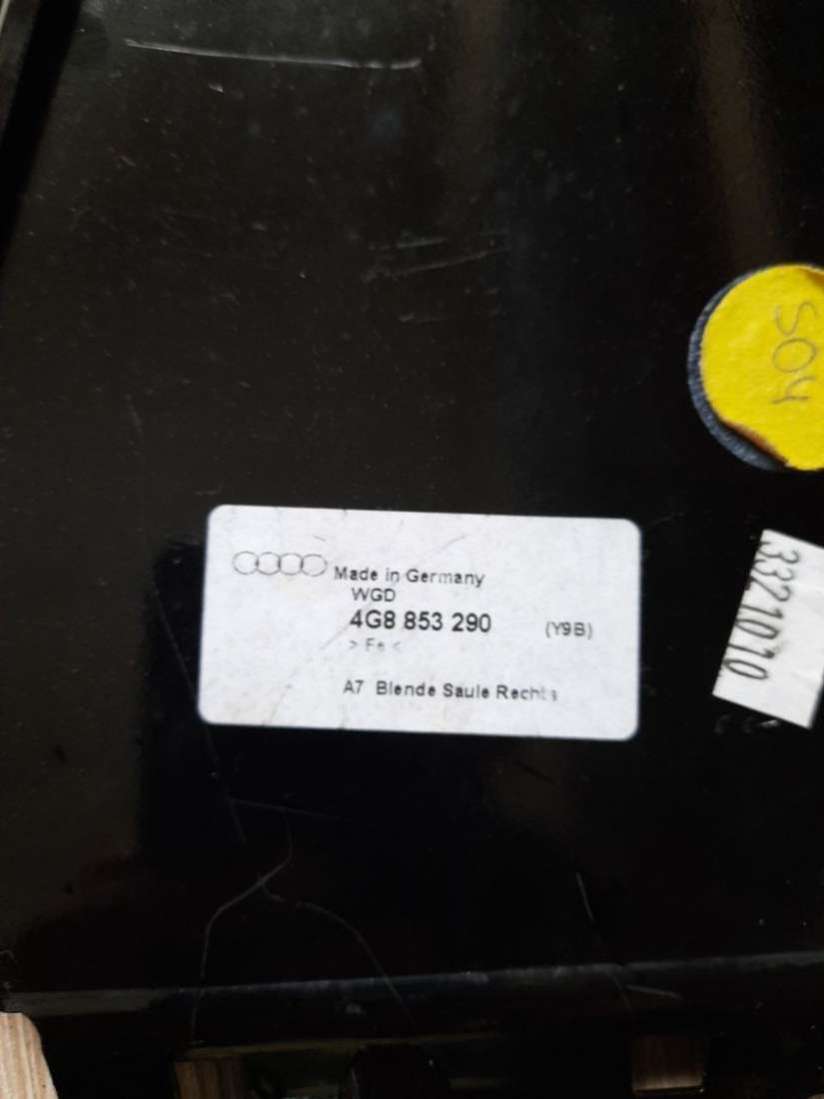 S04
Made in Germany
WGD
4G8 853 290 (Y9B)
> Fe <
A7 Blende Saule Rechts
3321010